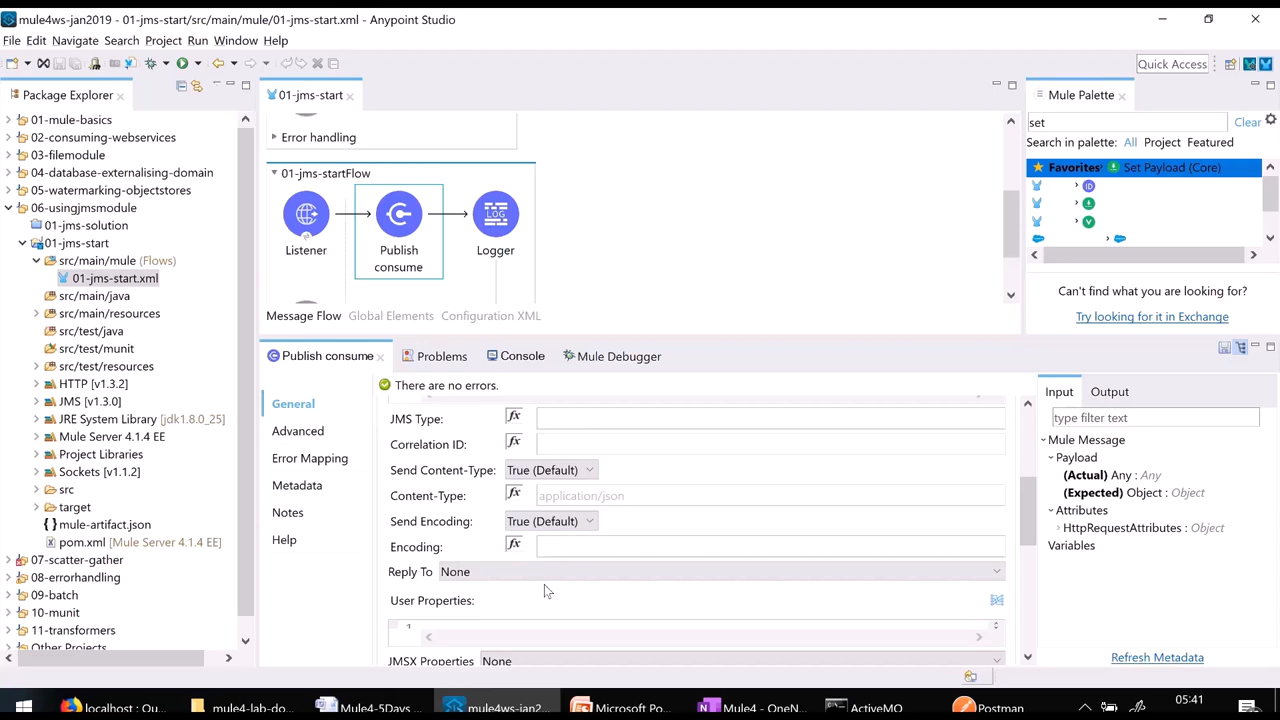 mule4ws-jan2019 - 01-jms-start/src/main/mule/01-jms-start.xml - Anypoint Studio
File Edit Navigate Search Project Run Window Help
Quick Access
Package Explorer
01-mule-basics
02-consuming-webservices
03-filemodule
04-database-externalising-domain
05-watermarking-objectstores
06-usingjmsmodule
01-jms-solution
01-jms-start
src/main/mule (Flows)
01-jms-start.xml
src/main/java
src/main/resources
src/test/java
src/test/munit
src/test/resources
HTTP [v1.3.2]
JMS [v1.3.0]
JRE System Library [jdk1.8.0_25]
Mule Server 4.1.4 EE
Project Libraries
Sockets [v1.1.2]
src
target
mule-artifact.json
pom.xml [Mule Server 4.1.4 EE]
07-scatter-gather
08-errorhandling
09-batch
10-munit
11-transformers
Other Projects
01-jms-start
Error handling
01-jms-startFlow
Listener
Publish
consume
LOG
Logger
Message Flow Global Elements Configuration XML
Mule Palette
set
Clear
Search in palette: All Project Featured
Favorites Set Payload (Core)
ID
Can't find what you are looking for?
Try looking for it in Exchange
Publish consume
Problems
Console
Mule Debugger
There are no errors.
General
Advanced
Error Mapping
Metadata
Notes
Help
JMS Type: fx
Correlation ID: fx
Send Content-Type: True (Default)
Content-Type: fx application/json
Send Encoding: True (Default)
Encoding: fx
Reply To None
User Properties:
1
JMSX Properties None
Input Output
type filter text
Mule Message
Payload
(Actual) Any : Any
(Expected) Object : Object
Attributes
HttpRequestAttributes : Object
Variables
Refresh Metadata
localhost : Qu...
mule4-lab-do...
Mule4-5Days ...
mule4ws-jan2...
Microsoft Po...
Mule4 - OneN...
ActiveMQ
Postman
05:41